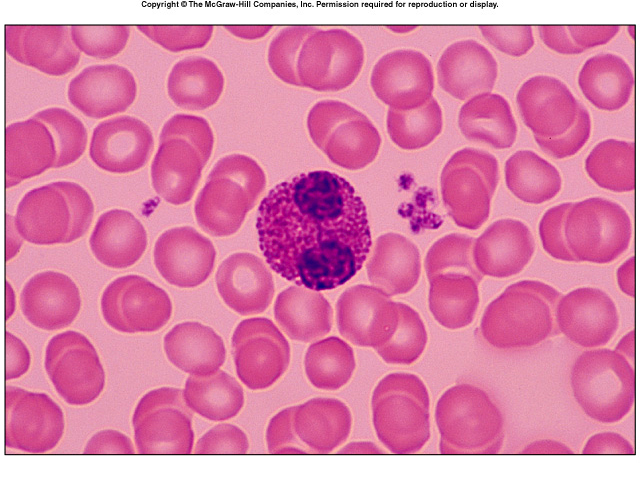 Copyright © The McGraw-Hill Companies, Inc. Permission required for reproduction or display.